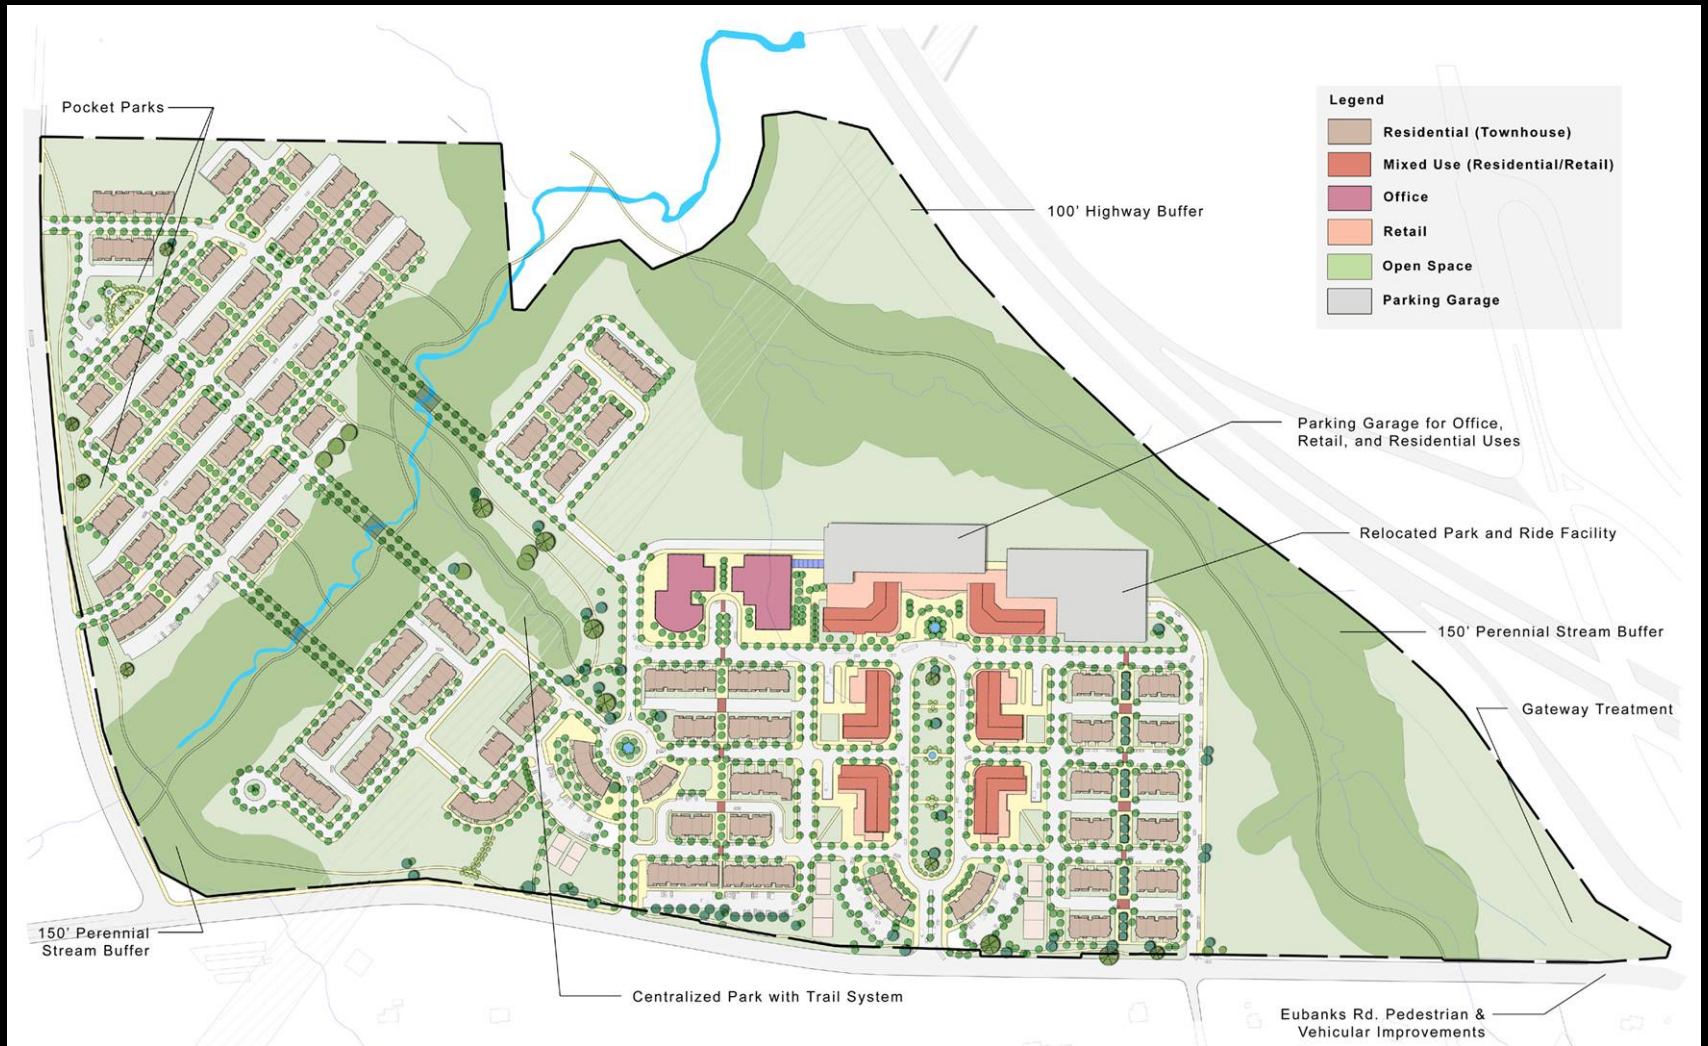 Pocket Parks
Legend
Residential (Townhouse)
Mixed Use (Residential/Retail)
Office
Retail
Open Space
Parking Garage
100' Highway Buffer
Parking Garage for Office,
Retail, and Residential Uses
Relocated Park and Ride Facility
150' Perennial Stream Buffer
Gateway Treatment
150' Perennial
Stream Buffer
Centralized Park with Trail System
Eubanks Rd. Pedestrian &
Vehicular Improvements